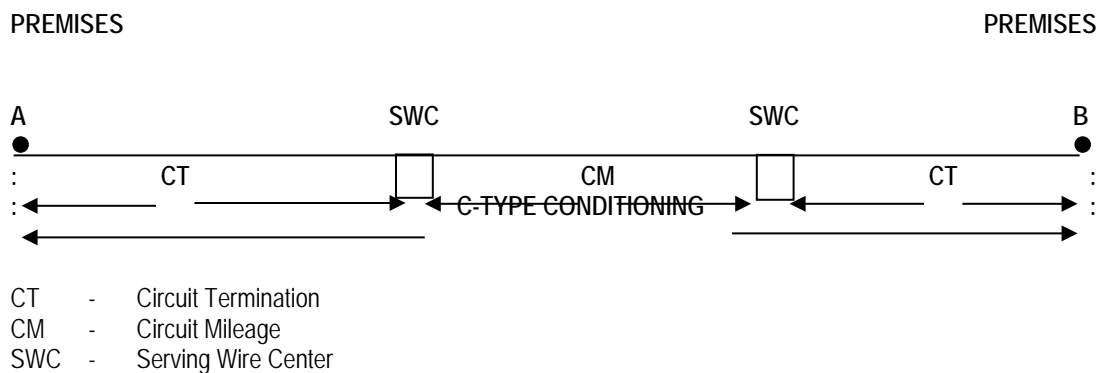 PREMISES PREMISES
A SWC SWC B
: CT CM CT :
: C-TYPE CONDITIONING :
CT - Circuit Termination
CM - Circuit Mileage
SWC - Serving Wire Center